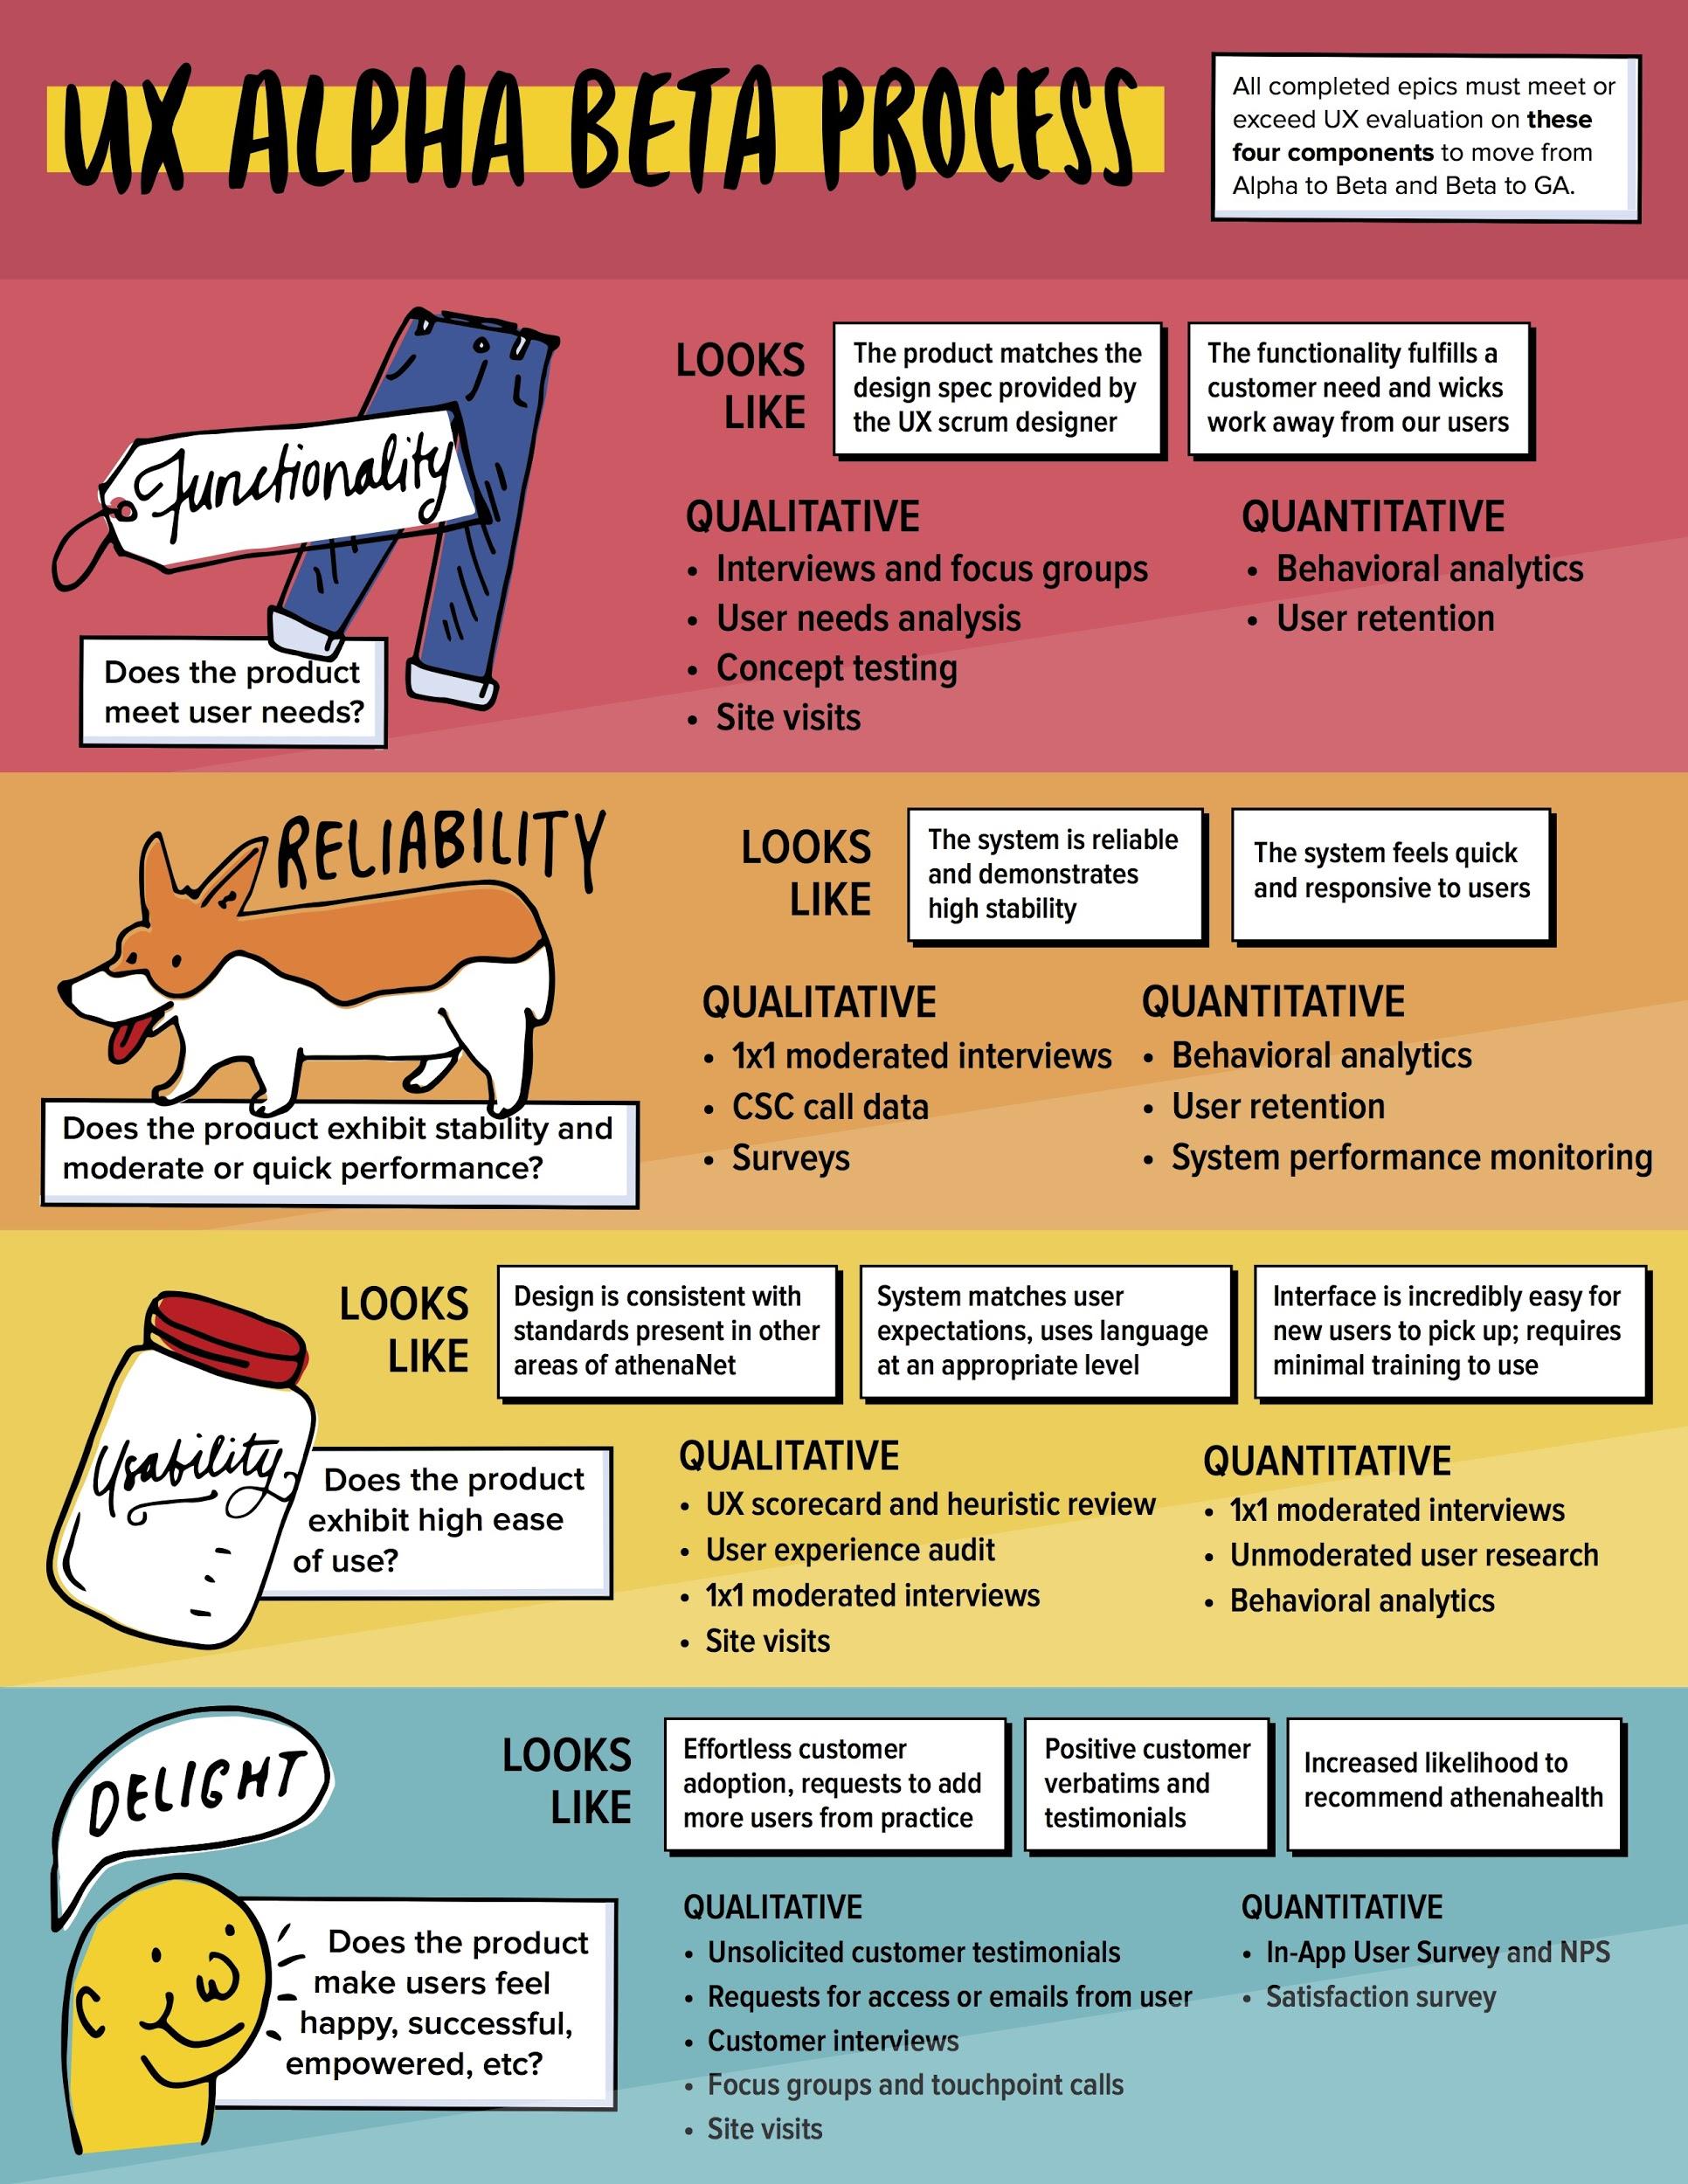 UX ALPHA BETA PROCESS
All completed epics must meet or
exceed UX evaluation on these
four components to move from
Alpha to Beta and Beta to GA.
Functionality
Does the product
meet user needs?
LOOKS
LIKE
The product matches the
design spec provided by
the UX scrum designer
The functionality fulfills a
customer need and wicks
work away from our users
QUALITATIVE
• Interviews and focus groups
• User needs analysis
• Concept testing
• Site visits
QUANTITATIVE
• Behavioral analytics
• User retention
RELIABILITY
Does the product exhibit stability and
moderate or quick performance?
LOOKS
LIKE
The system is reliable
and demonstrates
high stability
The system feels quick
and responsive to users
QUALITATIVE
• 1x1 moderated interviews
• CSC call data
• Surveys
QUANTITATIVE
• Behavioral analytics
• User retention
• System performance monitoring
Usability
Does the product
exhibit high ease
of use?
LOOKS
LIKE
Design is consistent with
standards present in other
areas of athenaNet
System matches user
expectations, uses language
at an appropriate level
Interface is incredibly easy for
new users to pick up; requires
minimal training to use
QUALITATIVE
• UX scorecard and heuristic review
• User experience audit
• 1x1 moderated interviews
• Site visits
QUANTITATIVE
• 1x1 moderated interviews
• Unmoderated user research
• Behavioral analytics
DELIGHT
Does the product
make users feel
happy, successful,
empowered, etc?
LOOKS
LIKE
Effortless customer
adoption, requests to add
more users from practice
Positive customer
verbatims and
testimonials
Increased likelihood to
recommend athenahealth
QUALITATIVE
• Unsolicited customer testimonials
• Requests for access or emails from user
• Customer interviews
• Focus groups and touchpoint calls
• Site visits
QUANTITATIVE
• In-App User Survey and NPS
• Satisfaction survey